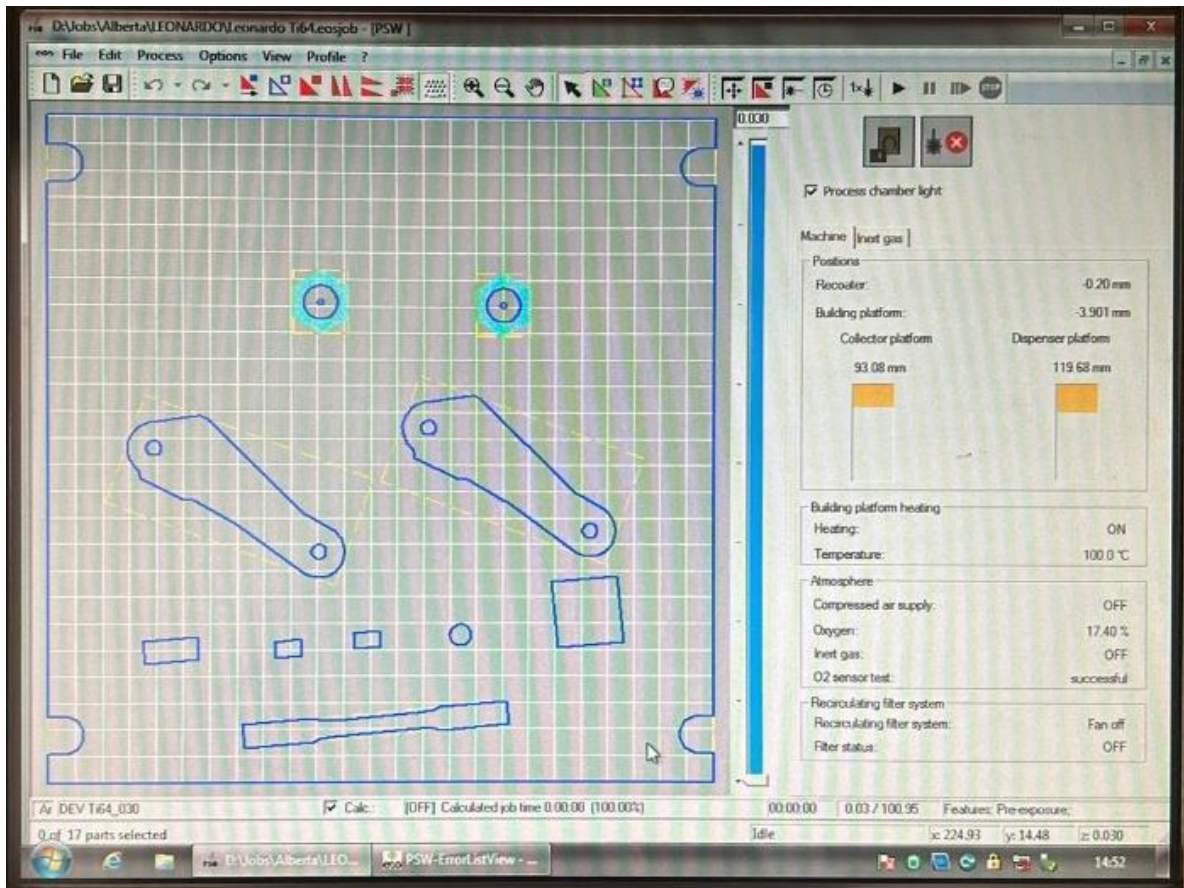 D:\Jobs\Alberta\LEONARDO\Leonardo Ti64.eosjob - [PSW ]
eos File Edit Process Options View Profile ?
1x
STOP
0.030
Process chamber light
Machine Inert gas
Positions
Recoater: -0.20 mm
Building platform: -3.901 mm
Collector platform Dispenser platform
93.08 mm 119.68 mm
Building platform heating
Heating: ON
Temperature: 100.0 °C
Atmosphere
Compressed air supply: OFF
Oxygen: 17.40 %
Inert gas: OFF
O2 sensor test: successful
Recirculating filter system
Recirculating filter system: Fan off
Filter status: OFF
Ar DEV Ti64_030 Calc.: [OFF] Calculated job time 0:00:00 (100.00%) 00:00:00 0.03 / 100.95 Features: Pre-exposure;
0 of 17 parts selected Idle x: 224.93 y: 14.48 z: 0.030
D:\Jobs\Alberta\LEO... PSW-ErrorListView - ... 14:52